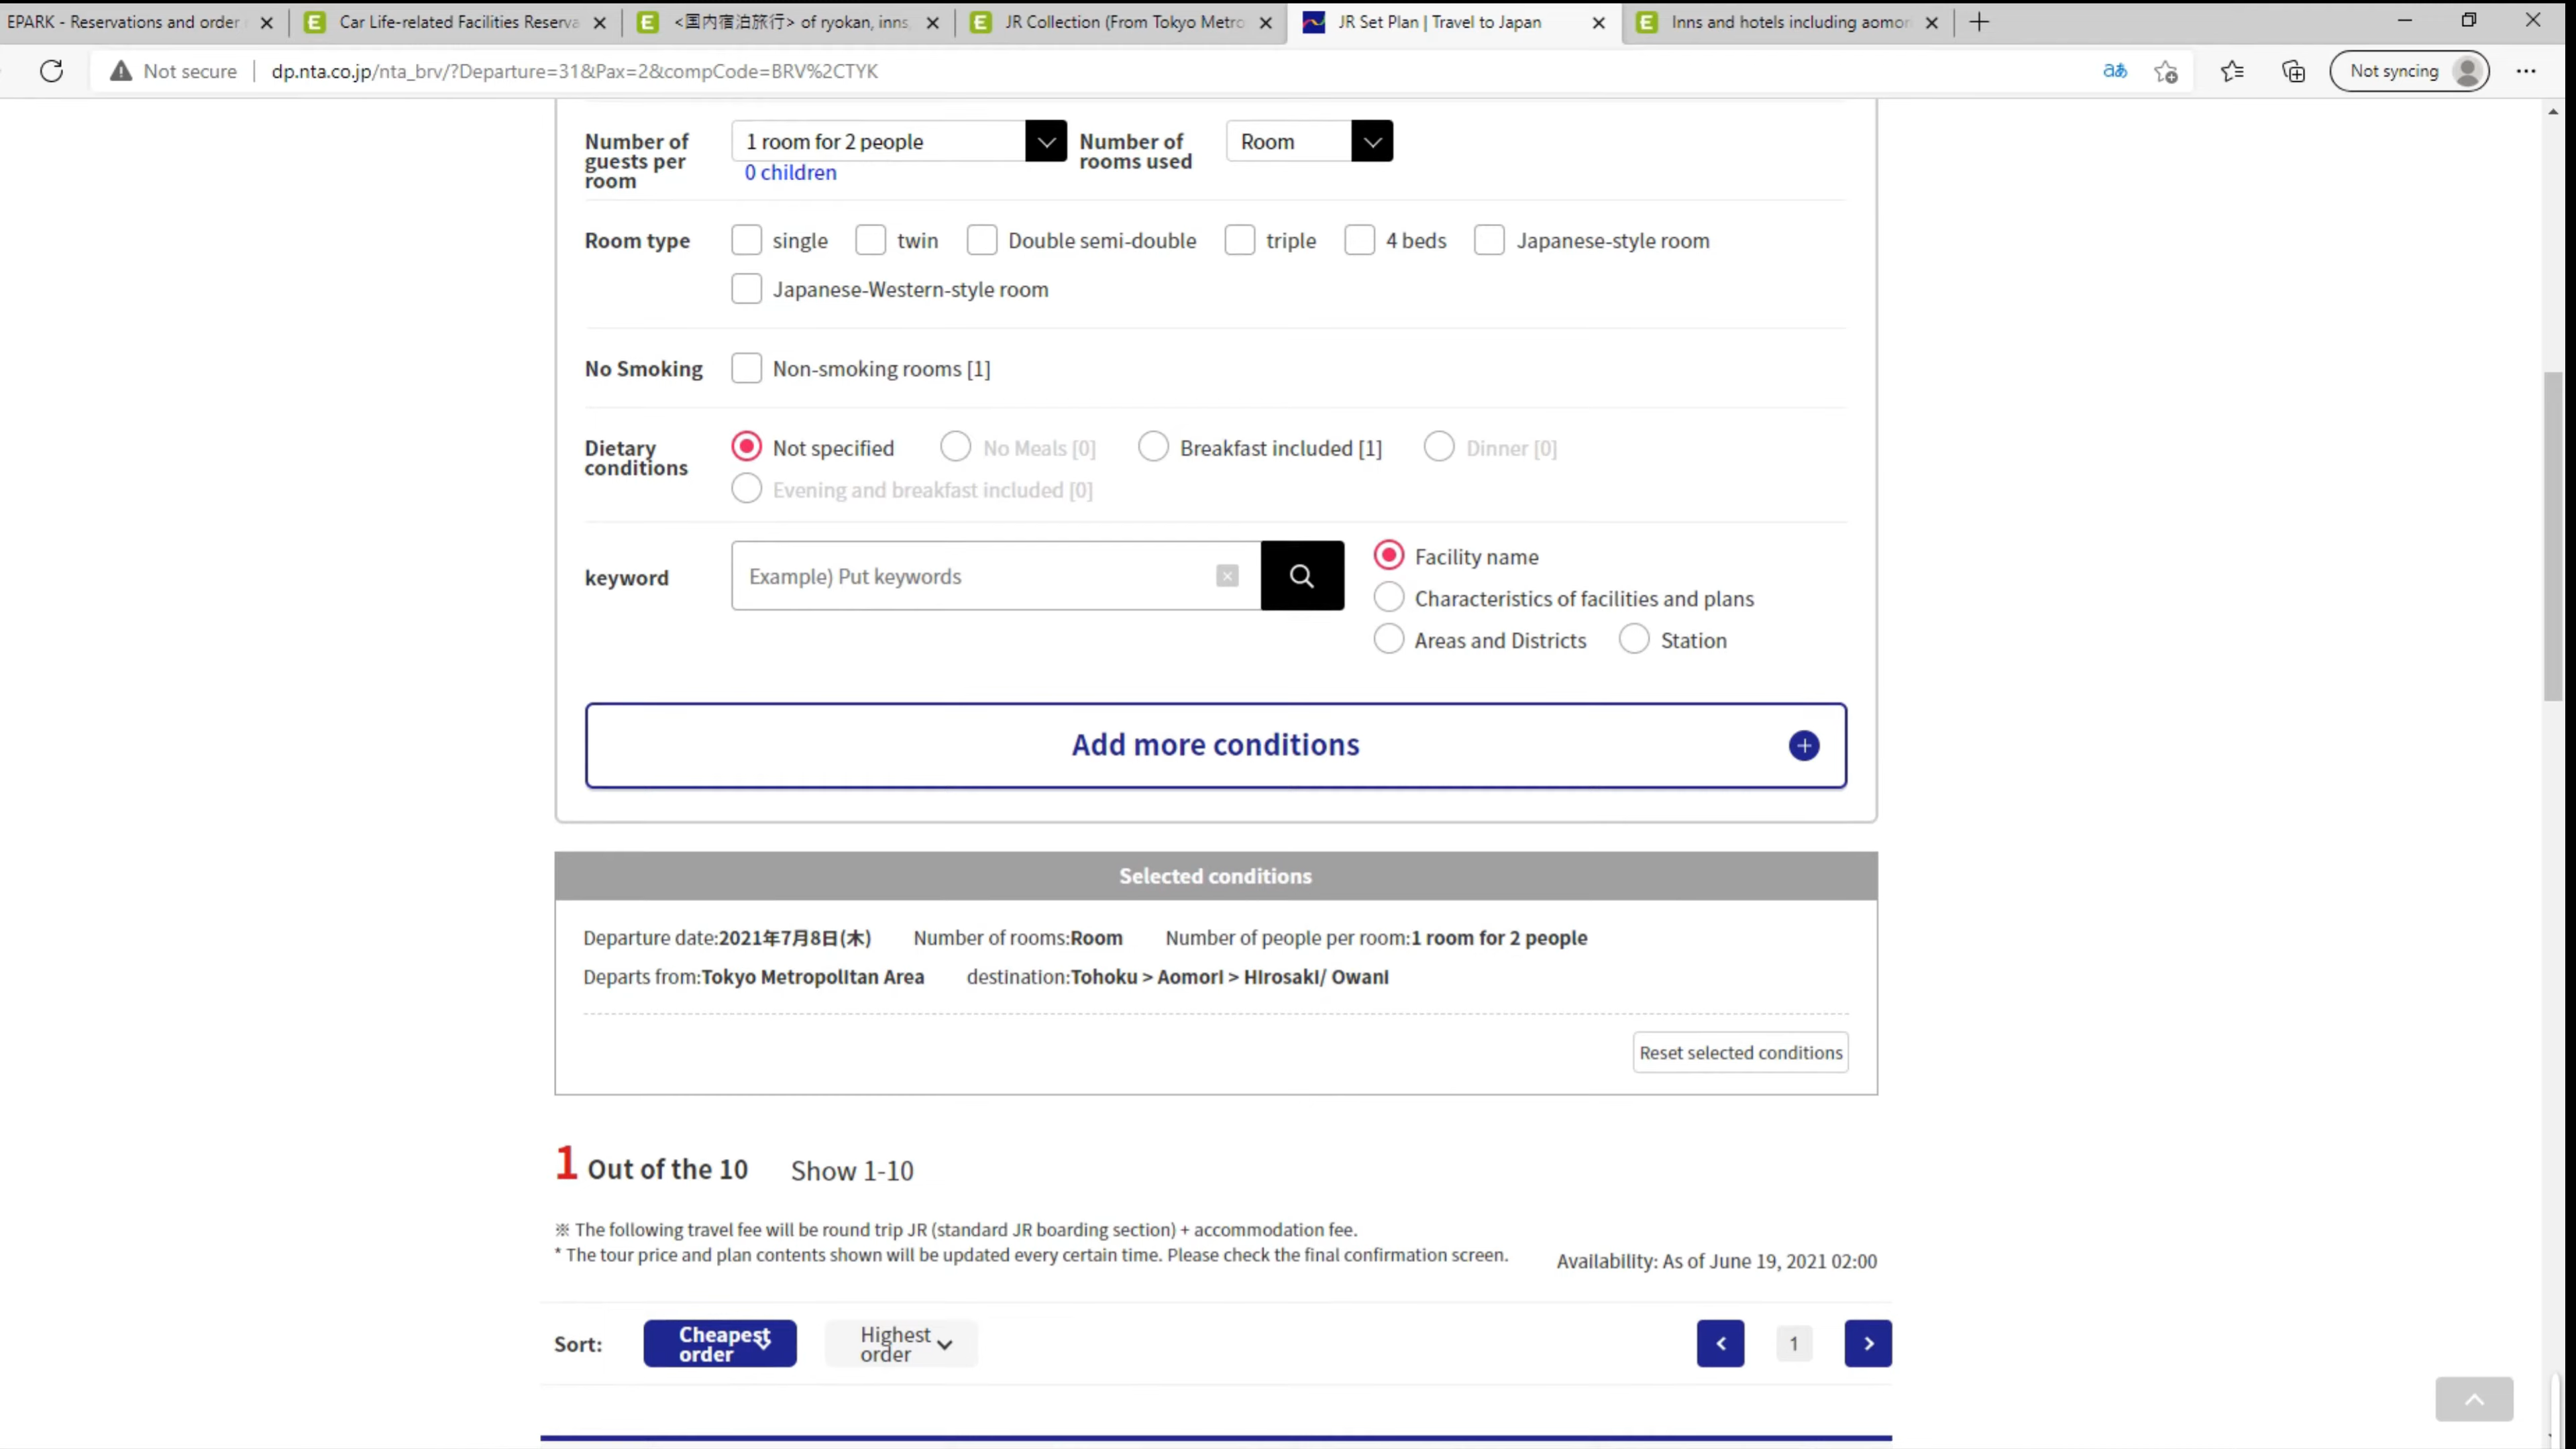 EPARK - Reservations and order
Car Life-related Facilities Reserva
<国内宿泊旅行> of ryokan, inns,
JR Collection (From Tokyo Metro
JR Set Plan | Travel to Japan
Inns and hotels including aomor
Not secure
dp.nta.co.jp/nta_brv/?Departure=31&Pax=2&compCode=BRV%2CTYK
aあ
Not syncing
Number of guests per room
1 room for 2 people
0 children
Number of rooms used
Room
Room type
single
twin
Double semi-double
triple
4 beds
Japanese-style room
Japanese-Western-style room
No Smoking
Non-smoking rooms [1]
Dietary conditions
Not specified
No Meals [0]
Breakfast included [1]
Dinner [0]
Evening and breakfast included [0]
keyword
Example) Put keywords
Facility name
Characteristics of facilities and plans
Areas and Districts
Station
Add more conditions
Selected conditions
Departure date:2021年7月8日(木) Number of rooms:Room Number of people per room:1 room for 2 people
Departs from:Tokyo Metropolitan Area destination:Tohoku > Aomori > Hirosaki/ Owani
Reset selected conditions
1 Out of the 10 Show 1-10
※ The following travel fee will be round trip JR (standard JR boarding section) + accommodation fee.
* The tour price and plan contents shown will be updated every certain time. Please check the final confirmation screen.
Availability: As of June 19, 2021 02:00
Sort:
Cheapest order
Highest order
1